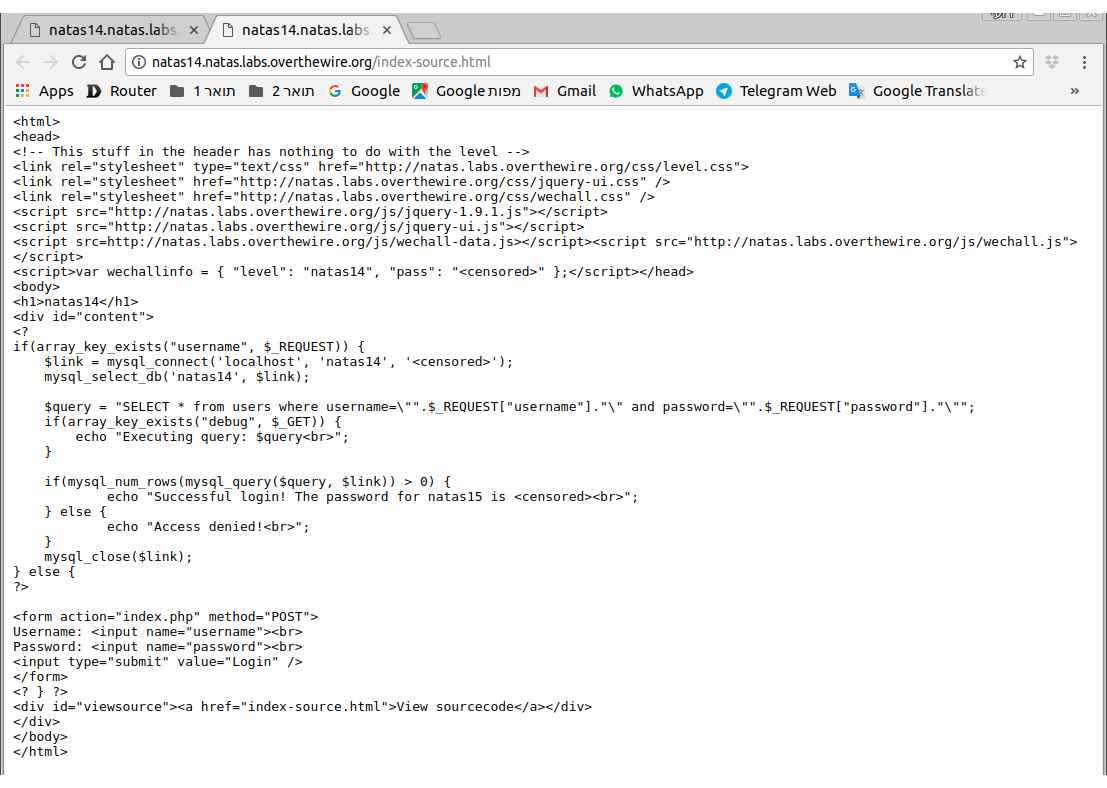 natas14.natas.labs. natas14.natas.labs.
natas14.natas.labs.overthewire.org/index-source.html
Apps Router תואר 1 תואר 2 Google Google מפות Gmail WhatsApp Telegram Web Google Translate »
<html>
<head>
<!-- This stuff in the header has nothing to do with the level -->
<link rel="stylesheet" type="text/css" href="http://natas.labs.overthewire.org/css/level.css">
<link rel="stylesheet" href="http://natas.labs.overthewire.org/css/jquery-ui.css" />
<link rel="stylesheet" href="http://natas.labs.overthewire.org/css/wechall.css" />
<script src="http://natas.labs.overthewire.org/js/jquery-1.9.1.js"></script>
<script src="http://natas.labs.overthewire.org/js/jquery-ui.js"></script>
<script src=http://natas.labs.overthewire.org/js/wechall-data.js></script><script src="http://natas.labs.overthewire.org/js/wechall.js">
</script>
<script>var wechallinfo = { "level": "natas14", "pass": "<censored>" };</script></head>
<body>
<h1>natas14</h1>
<div id="content">
<?
if(array_key_exists("username", $_REQUEST)) {
    $link = mysql_connect('localhost', 'natas14', '<censored>');
    mysql_select_db('natas14', $link);
    $query = "SELECT * from users where username=\"".$_REQUEST["username"]."\" and password=\"".$_REQUEST["password"]."\"";
    if(array_key_exists("debug", $_GET)) {
        echo "Executing query: $query<br>";
    }
    if(mysql_num_rows(mysql_query($query, $link)) > 0) {
            echo "Successful login! The password for natas15 is <censored><br>";
    } else {
            echo "Access denied!<br>";
    }
    mysql_close($link);
} else {
?>
<form action="index.php" method="POST">
Username: <input name="username"><br>
Password: <input name="password"><br>
<input type="submit" value="Login" />
</form>
<? } ?>
<div id="viewsource"><a href="index-source.html">View sourcecode</a></div>
</div>
</body>
</html>